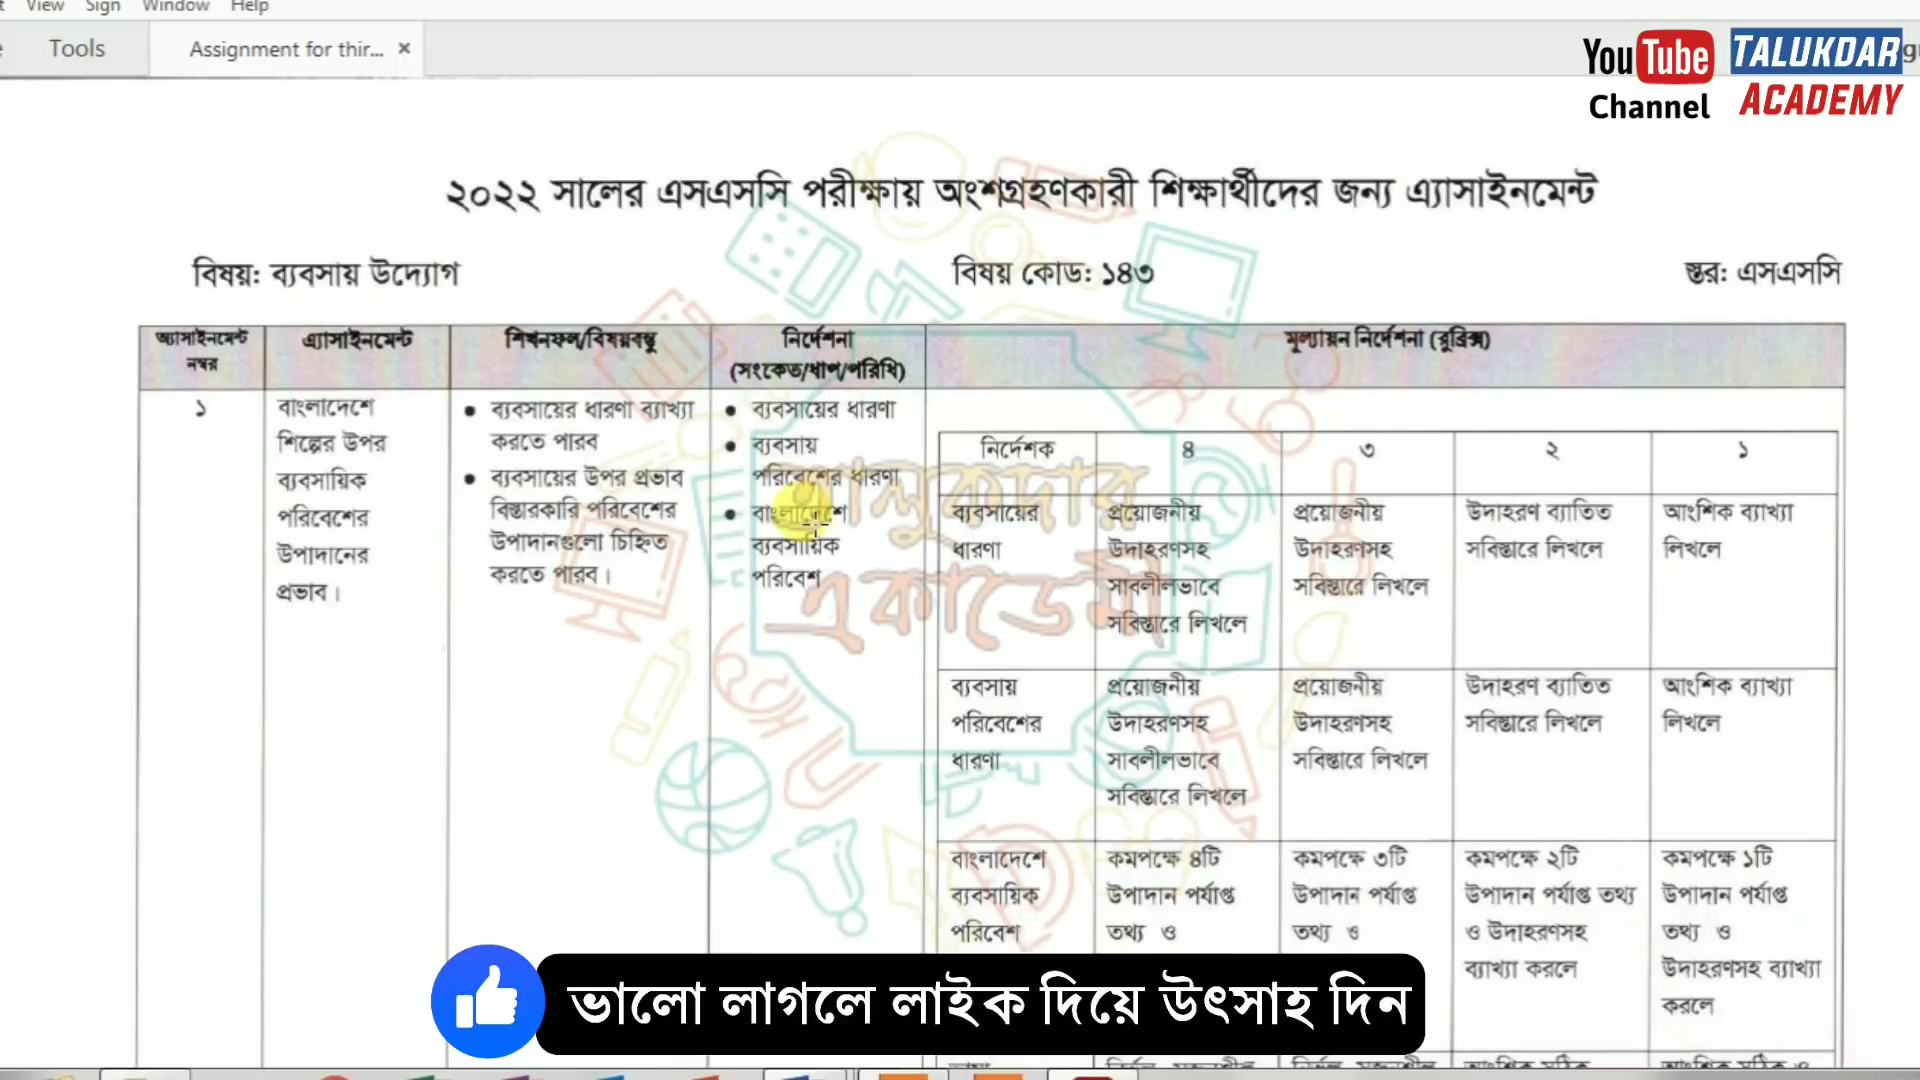 View Sign Window Help
Tools
Assignment for thir... ×
YouTube
Channel
TALUKDAR
ACADEMY
২০২২ সালের এসএসসি পরীক্ষায় অংশগ্রহণকারী শিক্ষার্থীদের জন্য এ্যাসাইনমেন্ট
বিষয়: ব্যবসায় উদ্যোগ
বিষয় কোড: ১৪৩
স্তর: এসএসসি
অ্যাসাইনমেন্ট
নম্বর
এ্যাসাইনমেন্ট
শিখনফল/বিষয়বস্তু
নির্দেশনা
(সংকেত/ধাপ/পরিধি)
মূল্যায়ন নির্দেশনা (রুব্রিক্স)
১
বাংলাদেশে
শিল্পের উপর
ব্যবসায়িক
পরিবেশের
উপাদানের
প্রভাব।
• ব্যবসায়ের ধারণা ব্যাখ্যা
করতে পারব
• ব্যবসায়ের উপর প্রভাব
বিস্তারকারি পরিবেশের
উপাদানগুলো চিহ্নিত
করতে পারব।
• ব্যবসায়ের ধারণা
• ব্যবসায়
পরিবেশের ধারণা
• বাংলাদেশে
ব্যবসায়িক
পরিবেশ
নির্দেশক
৪
৩
২
১
ব্যবসায়ের
ধারণা
প্রয়োজনীয়
উদাহরণসহ
সাবলীলভাবে
সবিস্তারে লিখলে
প্রয়োজনীয়
উদাহরণসহ
সবিস্তারে লিখলে
উদাহরণ ব্যাতিত
সবিস্তারে লিখলে
আংশিক ব্যাখ্যা
লিখলে
ব্যবসায়
পরিবেশের
ধারণা
প্রয়োজনীয়
উদাহরণসহ
সাবলীলভাবে
সবিস্তারে লিখলে
প্রয়োজনীয়
উদাহরণসহ
সবিস্তারে লিখলে
উদাহরণ ব্যাতিত
সবিস্তারে লিখলে
আংশিক ব্যাখ্যা
লিখলে
বাংলাদেশে
ব্যবসায়িক
পরিবেশ
কমপক্ষে ৪টি
উপাদান পর্যাপ্ত
তথ্য ও
কমপক্ষে ৩টি
উপাদান পর্যাপ্ত
তথ্য ও
কমপক্ষে ২টি
উপাদান পর্যাপ্ত তথ্য
ও উদাহরণসহ
ব্যাখ্যা করলে
কমপক্ষে ১টি
উপাদান পর্যাপ্ত
তথ্য ও
উদাহরণসহ ব্যাখ্যা
করলে
তালুকদার
একাডেমী
ভালো লাগলে লাইক দিয়ে উৎসাহ দিন